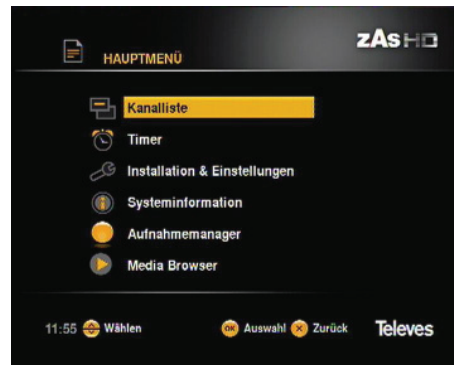 zAs HD
HAUPTMENÜ
Kanalliste
Timer
Installation & Einstellungen
Systeminformation
Aufnahmemanager
Media Browser
11:55 Wählen OK Auswahl Zurück Televes